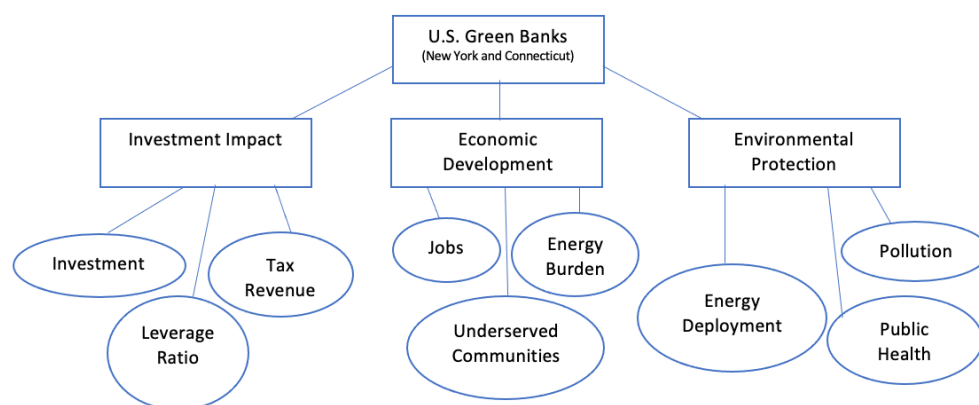 U.S. Green Banks
(New York and Connecticut)
Investment Impact
Economic
Development
Environmental
Protection
Investment
Leverage
Ratio
Tax
Revenue
Jobs
Underserved
Communities
Energy
Burden
Energy
Deployment
Public
Health
Pollution